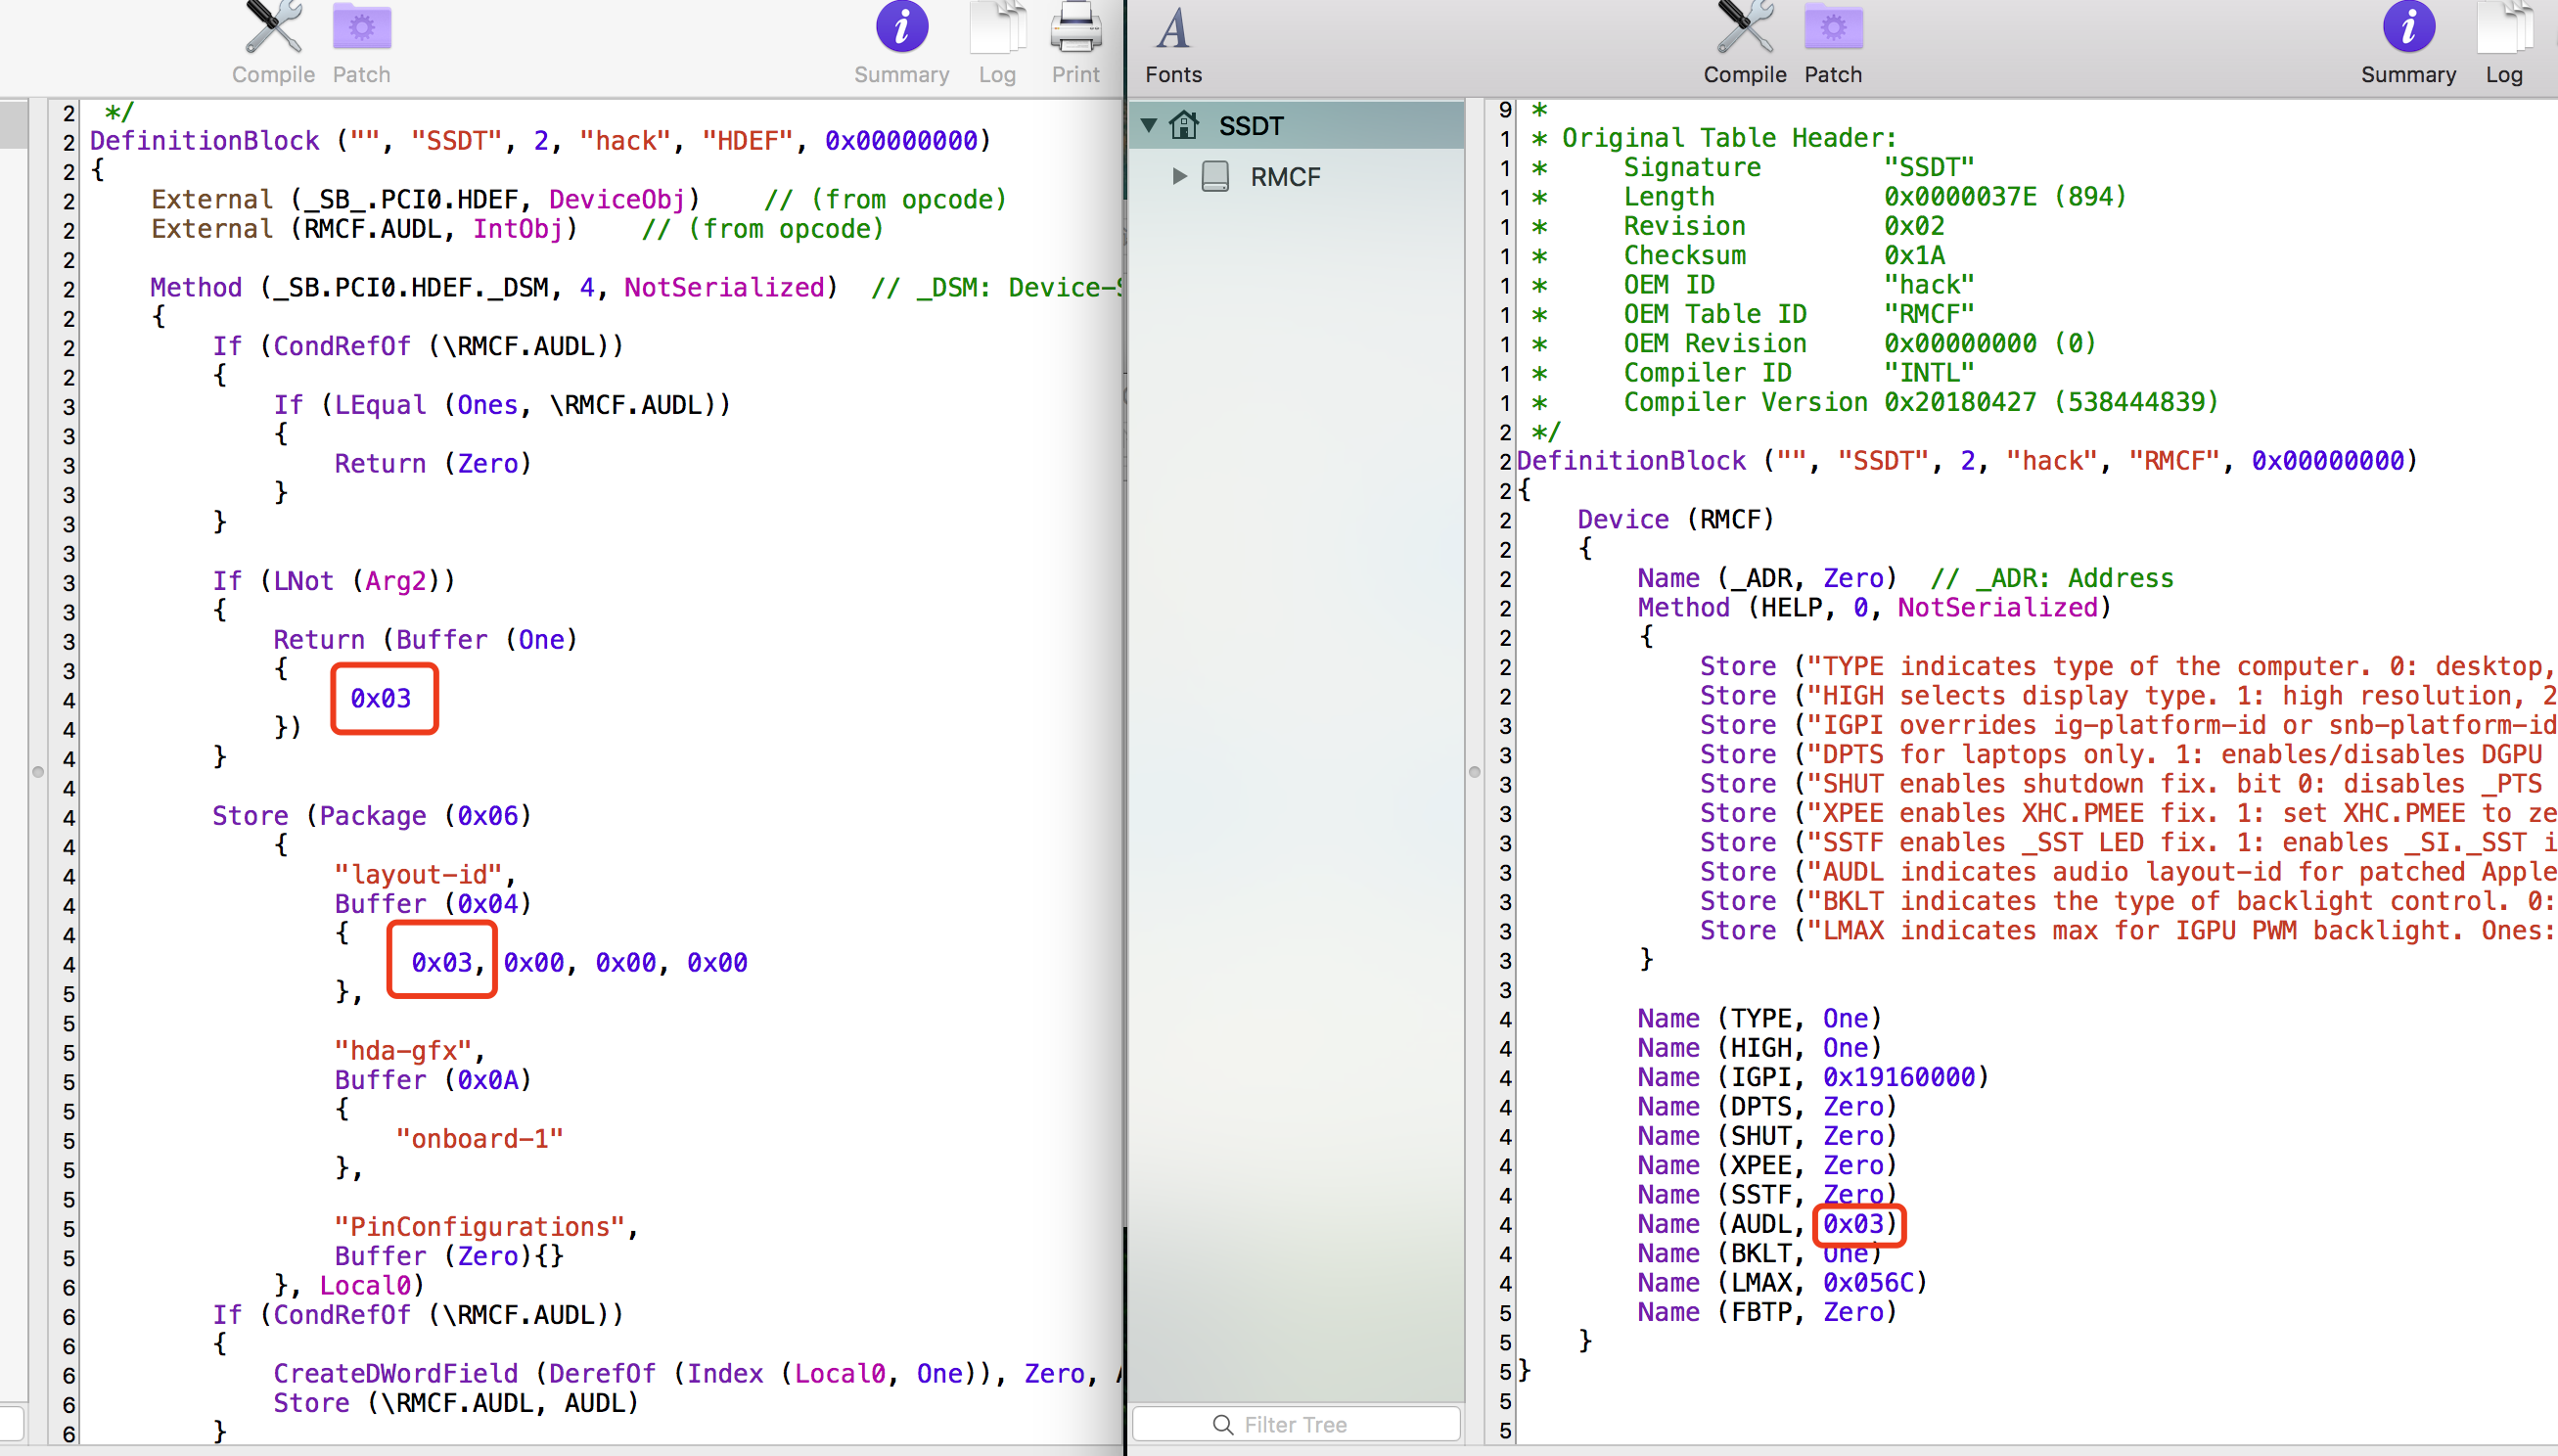 Compile Patch Summary Log Print
2 */
2 DefinitionBlock ("", "SSDT", 2, "hack", "HDEF", 0x00000000)
2 {
2 External (_SB_.PCI0.HDEF, DeviceObj) // (from opcode)
2 External (RMCF.AUDL, IntObj) // (from opcode)
2
2 Method (_SB.PCI0.HDEF._DSM, 4, NotSerialized) // _DSM: Device-S
2 {
2 If (CondRefOf (\RMCF.AUDL))
2 {
3 If (LEqual (Ones, \RMCF.AUDL))
3 {
3 Return (Zero)
3 }
3 }
3
3 If (LNot (Arg2))
3 {
3 Return (Buffer (One)
3 {
4 0x03
4 })
4 }
4
4 Store (Package (0x06)
4 {
4 "layout-id",
4 Buffer (0x04)
4 {
4 0x03, 0x00, 0x00, 0x00
5 },
5
5 "hda-gfx",
5 Buffer (0x0A)
5 {
5 "onboard-1"
5 },
5
5 "PinConfigurations",
5 Buffer (Zero){}
6 }, Local0)
6 If (CondRefOf (\RMCF.AUDL))
6 {
6 CreateDWordField (DerefOf (Index (Local0, One)), Zero,
6 Store (\RMCF.AUDL, AUDL)
6 }
Fonts Compile Patch Summary Log
SSDT
RMCF
Filter Tree
9 *
1 * Original Table Header:
1 * Signature "SSDT"
1 * Length 0x0000037E (894)
1 * Revision 0x02
1 * Checksum 0x1A
1 * OEM ID "hack"
1 * OEM Table ID "RMCF"
1 * OEM Revision 0x00000000 (0)
1 * Compiler ID "INTL"
1 * Compiler Version 0x20180427 (538444839)
2 */
2 DefinitionBlock ("", "SSDT", 2, "hack", "RMCF", 0x00000000)
2 {
2 Device (RMCF)
2 {
2 Name (_ADR, Zero) // _ADR: Address
2 Method (HELP, 0, NotSerialized)
2 {
2 Store ("TYPE indicates type of the computer. 0: desktop,
2 Store ("HIGH selects display type. 1: high resolution, 2
3 Store ("IGPI overrides ig-platform-id or snb-platform-id
3 Store ("DPTS for laptops only. 1: enables/disables DGPU
3 Store ("SHUT enables shutdown fix. bit 0: disables _PTS
3 Store ("XPEE enables XHC.PMEE fix. 1: set XHC.PMEE to ze
3 Store ("SSTF enables _SST LED fix. 1: enables _SI._SST i
3 Store ("AUDL indicates audio layout-id for patched Apple
3 Store ("BKLT indicates the type of backlight control. 0:
3 Store ("LMAX indicates max for IGPU PWM backlight. Ones:
3 }
3
4 Name (TYPE, One)
4 Name (HIGH, One)
4 Name (IGPI, 0x19160000)
4 Name (DPTS, Zero)
4 Name (SHUT, Zero)
4 Name (XPEE, Zero)
4 Name (SSTF, Zero)
4 Name (AUDL, 0x03)
4 Name (BKLT, One)
4 Name (LMAX, 0x056C)
5 Name (FBTP, Zero)
5 }
5 }
5
5